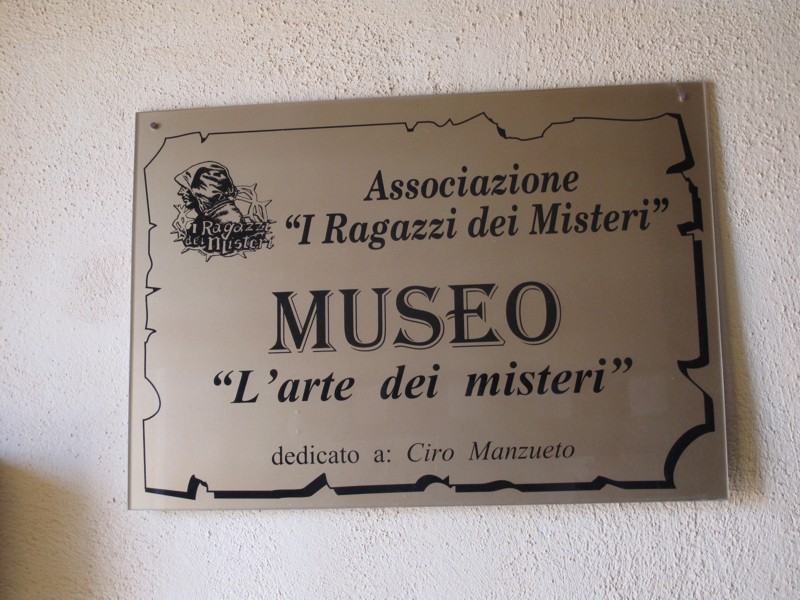 Associazione
"I Ragazzi dei Misteri"
I Ragazzi
dei Misteri
MUSEO
"L'arte dei misteri"
dedicato a: Ciro Manzueto